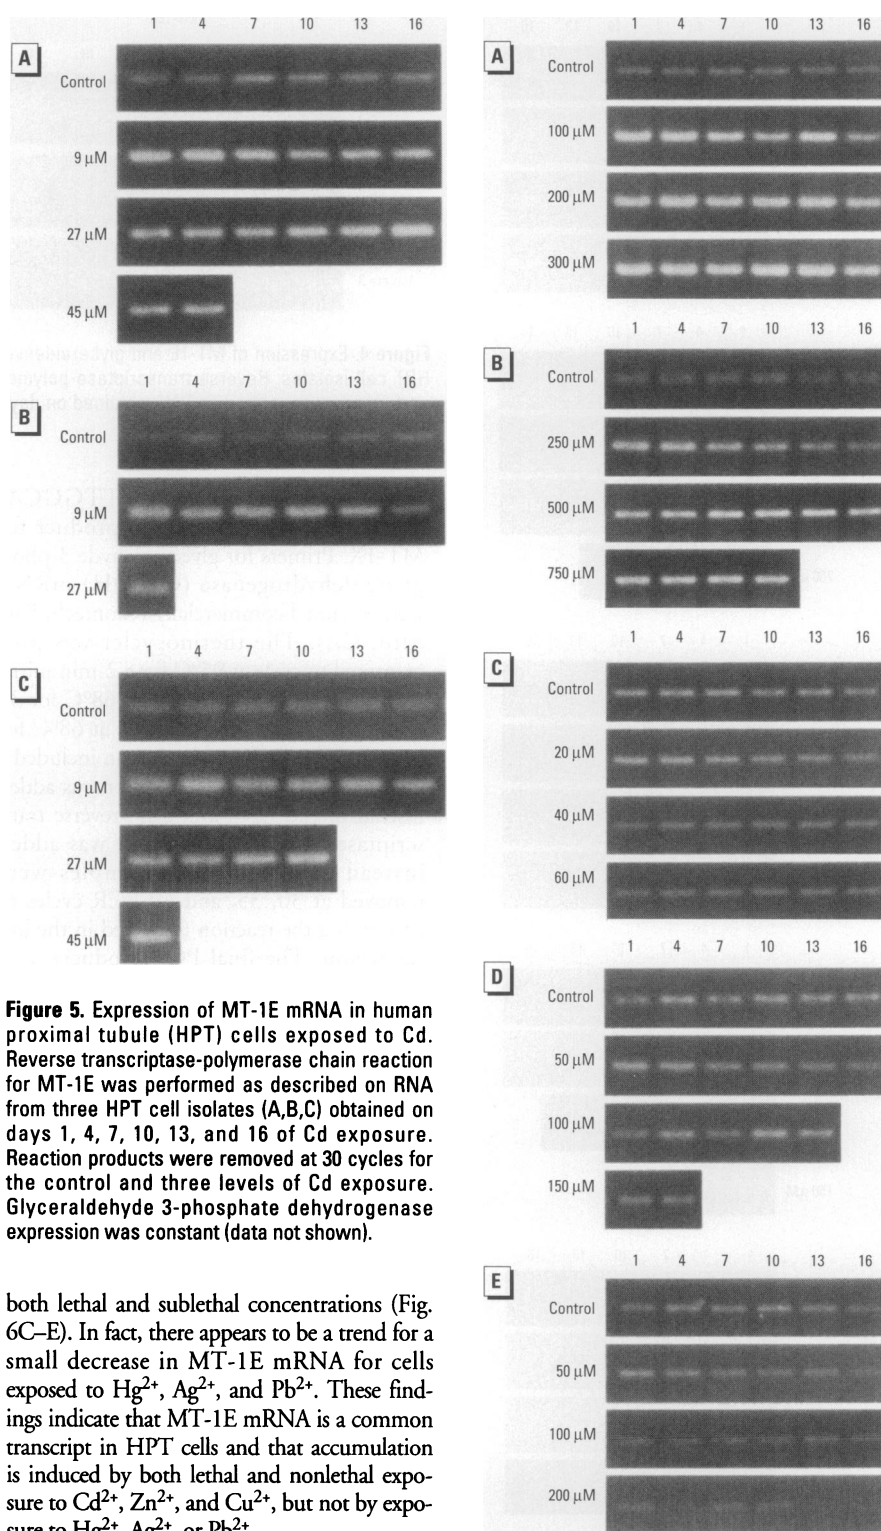 1 4 7 10 13 16
A
Control
9 µM
27 µM
45 µM
1 4 7 10 13 16
B
Control
9 µM
27 µM
1 4 7 10 13 16
C
Control
9 µM
27 µM
45 µM
Figure 5. Expression of MT-1E mRNA in human
proximal tubule (HPT) cells exposed to Cd.
Reverse transcriptase-polymerase chain reaction
for MT-1E was performed as described on RNA
from three HPT cell isolates (A,B,C) obtained on
days 1, 4, 7, 10, 13, and 16 of Cd exposure.
Reaction products were removed at 30 cycles for
the control and three levels of Cd exposure.
Glyceraldehyde 3-phosphate dehydrogenase
expression was constant (data not shown).
both lethal and sublethal concentrations (Fig.
6C–E). In fact, there appears to be a trend for a
small decrease in MT-1E mRNA for cells
exposed to Hg²⁺, Ag²⁺, and Pb²⁺. These find-
ings indicate that MT-1E mRNA is a common
transcript in HPT cells and that accumulation
is induced by both lethal and nonlethal expo-
sure to Cd²⁺, Zn²⁺, and Cu²⁺, but not by expo-
sure to Hg²⁺, Ag²⁺, or Pb²⁺.
1 4 7 10 13 16
A
Control
100 µM
200 µM
300 µM
1 4 7 10 13 16
B
Control
250 µM
500 µM
750 µM
1 4 7 10 13 16
C
Control
20 µM
40 µM
60 µM
1 4 7 10 13 16
D
Control
50 µM
100 µM
150 µM
1 4 7 10 13 16
E
Control
50 µM
100 µM
200 µM